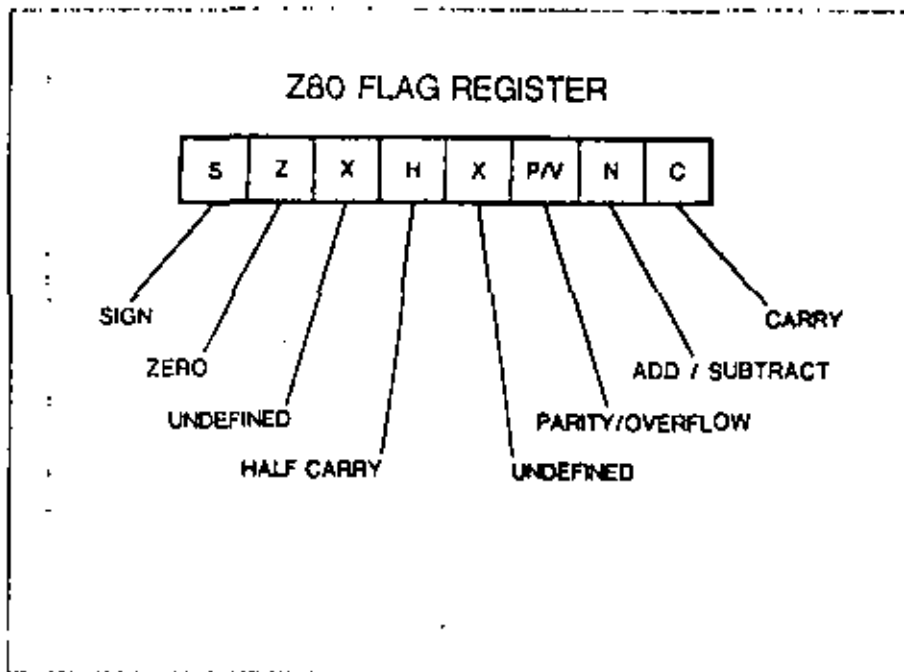 Z80 FLAG REGISTER
S Z X H X P/V N C
SIGN
CARRY
ZERO
ADD / SUBTRACT
UNDEFINED
PARITY/OVERFLOW
HALF CARRY
UNDEFINED